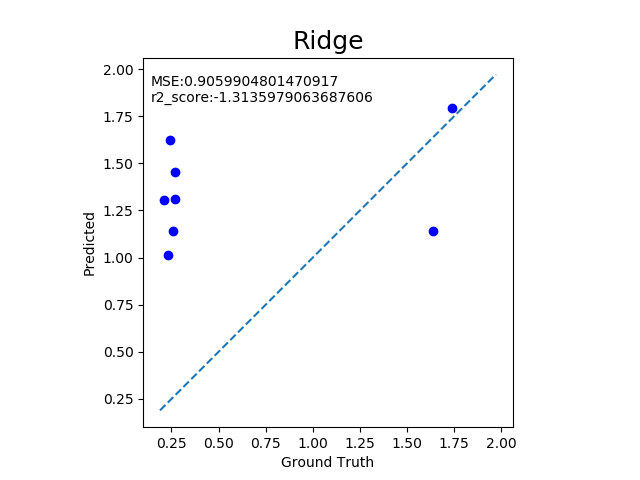 Ridge
MSE:0.9059904801470917
r2_score:-1.3135979063687606
2.00
1.75
1.50
1.25
1.00
0.75
0.50
0.25
Predicted
0.25 0.50 0.75 1.00 1.25 1.50 1.75 2.00
Ground Truth